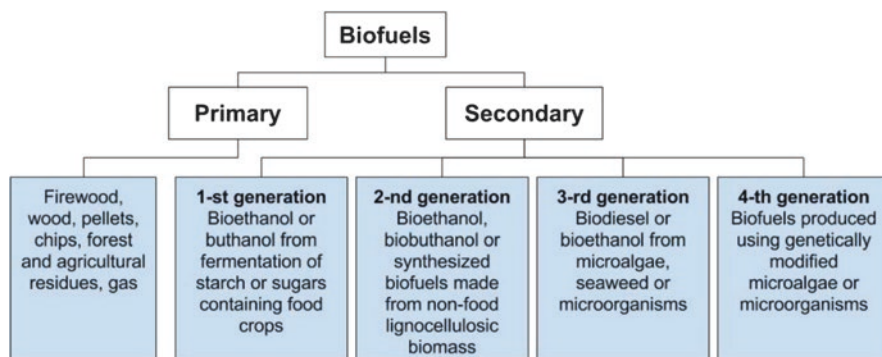 Biofuels
Primary
Secondary
Firewood,
wood, pellets,
chips, forest
and agricultural
residues, gas
1-st generation
Bioethanol or
buthanol from
fermentation of
starch or sugars
containing food
crops
2-nd generation
Bioethanol,
biobuthanol or
synthesized
biofuels made
from non-food
lignocellulosic
biomass
3-rd generation
Biodiesel or
bioethanol from
microalgae,
seaweed or
microorganisms
4-th generation
Biofuels produced
using genetically
modified
microalgae or
microorganisms